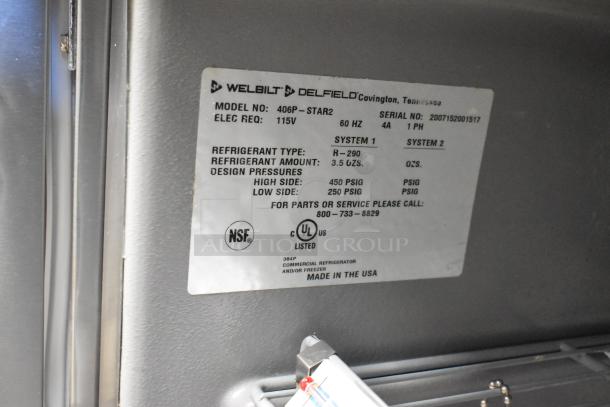 WELBILT DELFIELD Covington, Tennessee
MODEL NO: 406P-STAR2 SERIAL NO: 2007152001517
ELEC REQ: 115V 60 HZ 4A 1 PH
SYSTEM 1 SYSTEM 2
REFRIGERANT TYPE: R-290
REFRIGERANT AMOUNT: 3.5 OZS. OZS.
DESIGN PRESSURES
HIGH SIDE: 450 PSIG PSIG
LOW SIDE: 250 PSIG PSIG
FOR PARTS OR SERVICE PLEASE CALL:
800-733-8829
NSF C UL US
LISTED
AUCTION GROUP
384P
COMMERCIAL REFRIGERATOR
AND/OR FREEZER
MADE IN THE USA